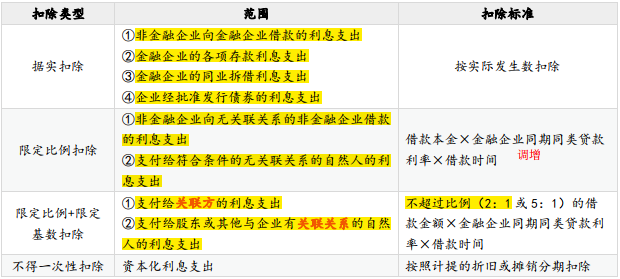 扣除类型 范围 扣除标准
①非金融企业向金融企业借款的利息支出
②金融企业的各项存款利息支出
据实扣除 按实际发生数扣除
③金融企业的同业拆借利息支出
④企业经批准发行债券的利息支出
①非金融企业向无关联关系的非金融企业借款
的利息支出 借款本金×金融企业同期同类贷款
限定比例扣除
②支付给符合条件的无关联关系的自然人的利 利率×借款时间 调增
息支出
①支付给关联方的利息支出 不超过比例（2：1 或 5：1）的借
限定比例+限定
②支付给股东或其他与企业有关联关系的自然 款金额×金融企业同期同类贷款利
基数扣除
人的利息支出 率×借款时间
不得一次性扣除 资本化利息支出 按照计提的折旧或摊销分期扣除